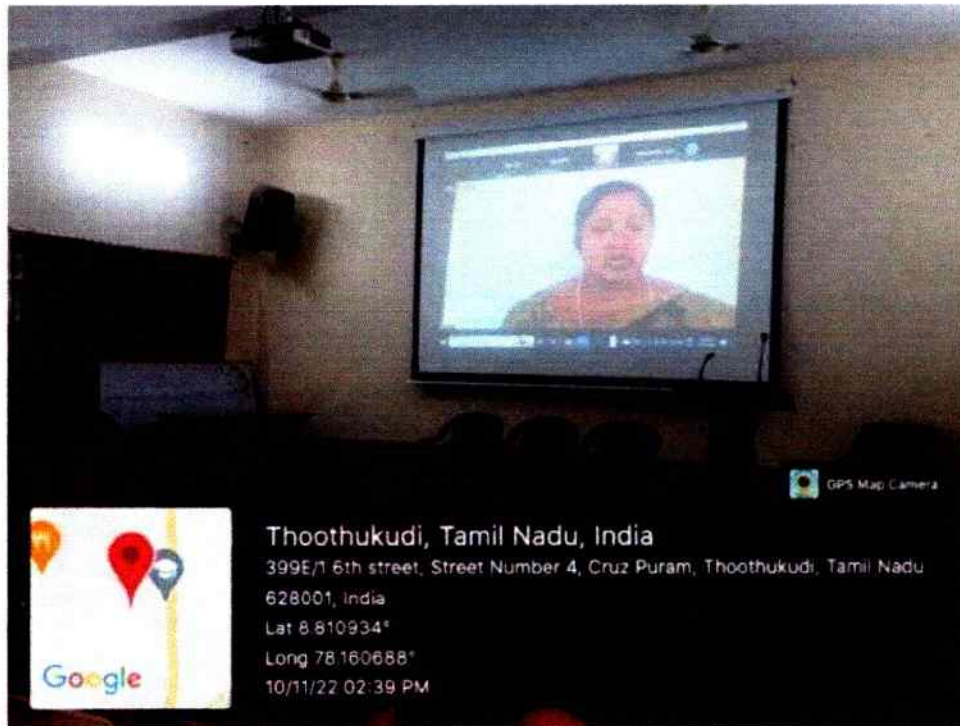 GPS Map Camera
Thoothukudi, Tamil Nadu, India
399E/1 6th street, Street Number 4, Cruz Puram, Thoothukudi, Tamil Nadu
628001, India
Lat 8.810934°
Long 78.160688°
10/11/22 02:39 PM
Google